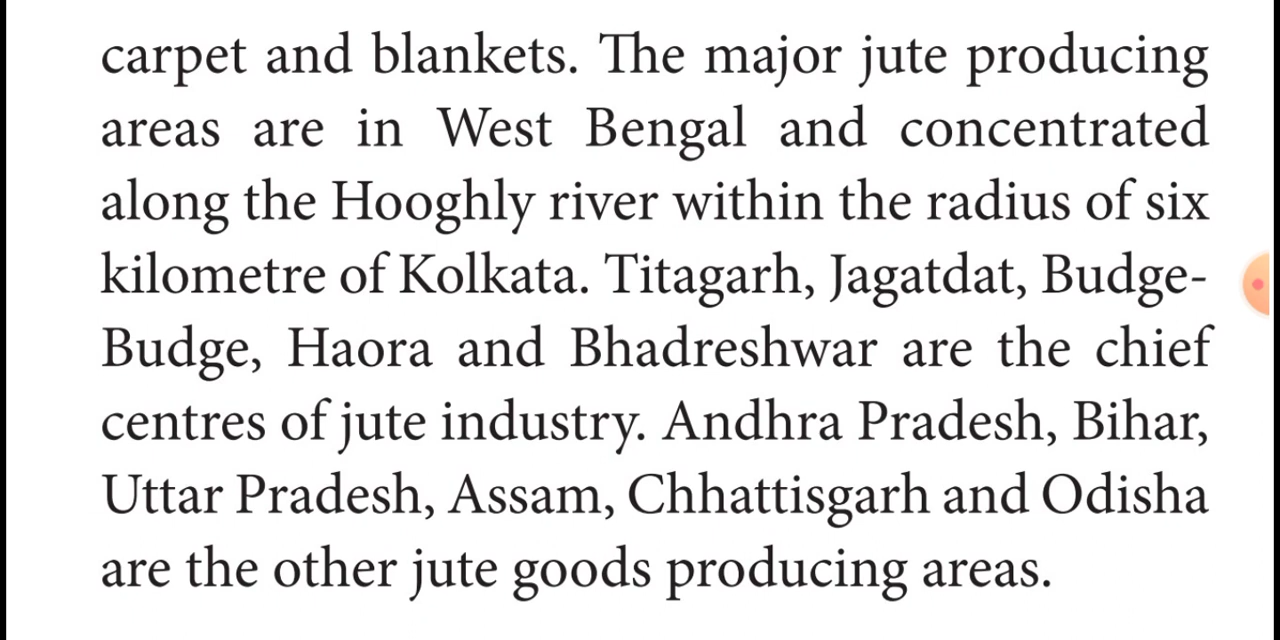 carpet and blankets. The major jute producing
areas are in West Bengal and concentrated
along the Hooghly river within the radius of six
kilometre of Kolkata. Titagarh, Jagatdat, Budge-
Budge, Haora and Bhadreshwar are the chief
centres of jute industry. Andhra Pradesh, Bihar,
Uttar Pradesh, Assam, Chhattisgarh and Odisha
are the other jute goods producing areas.